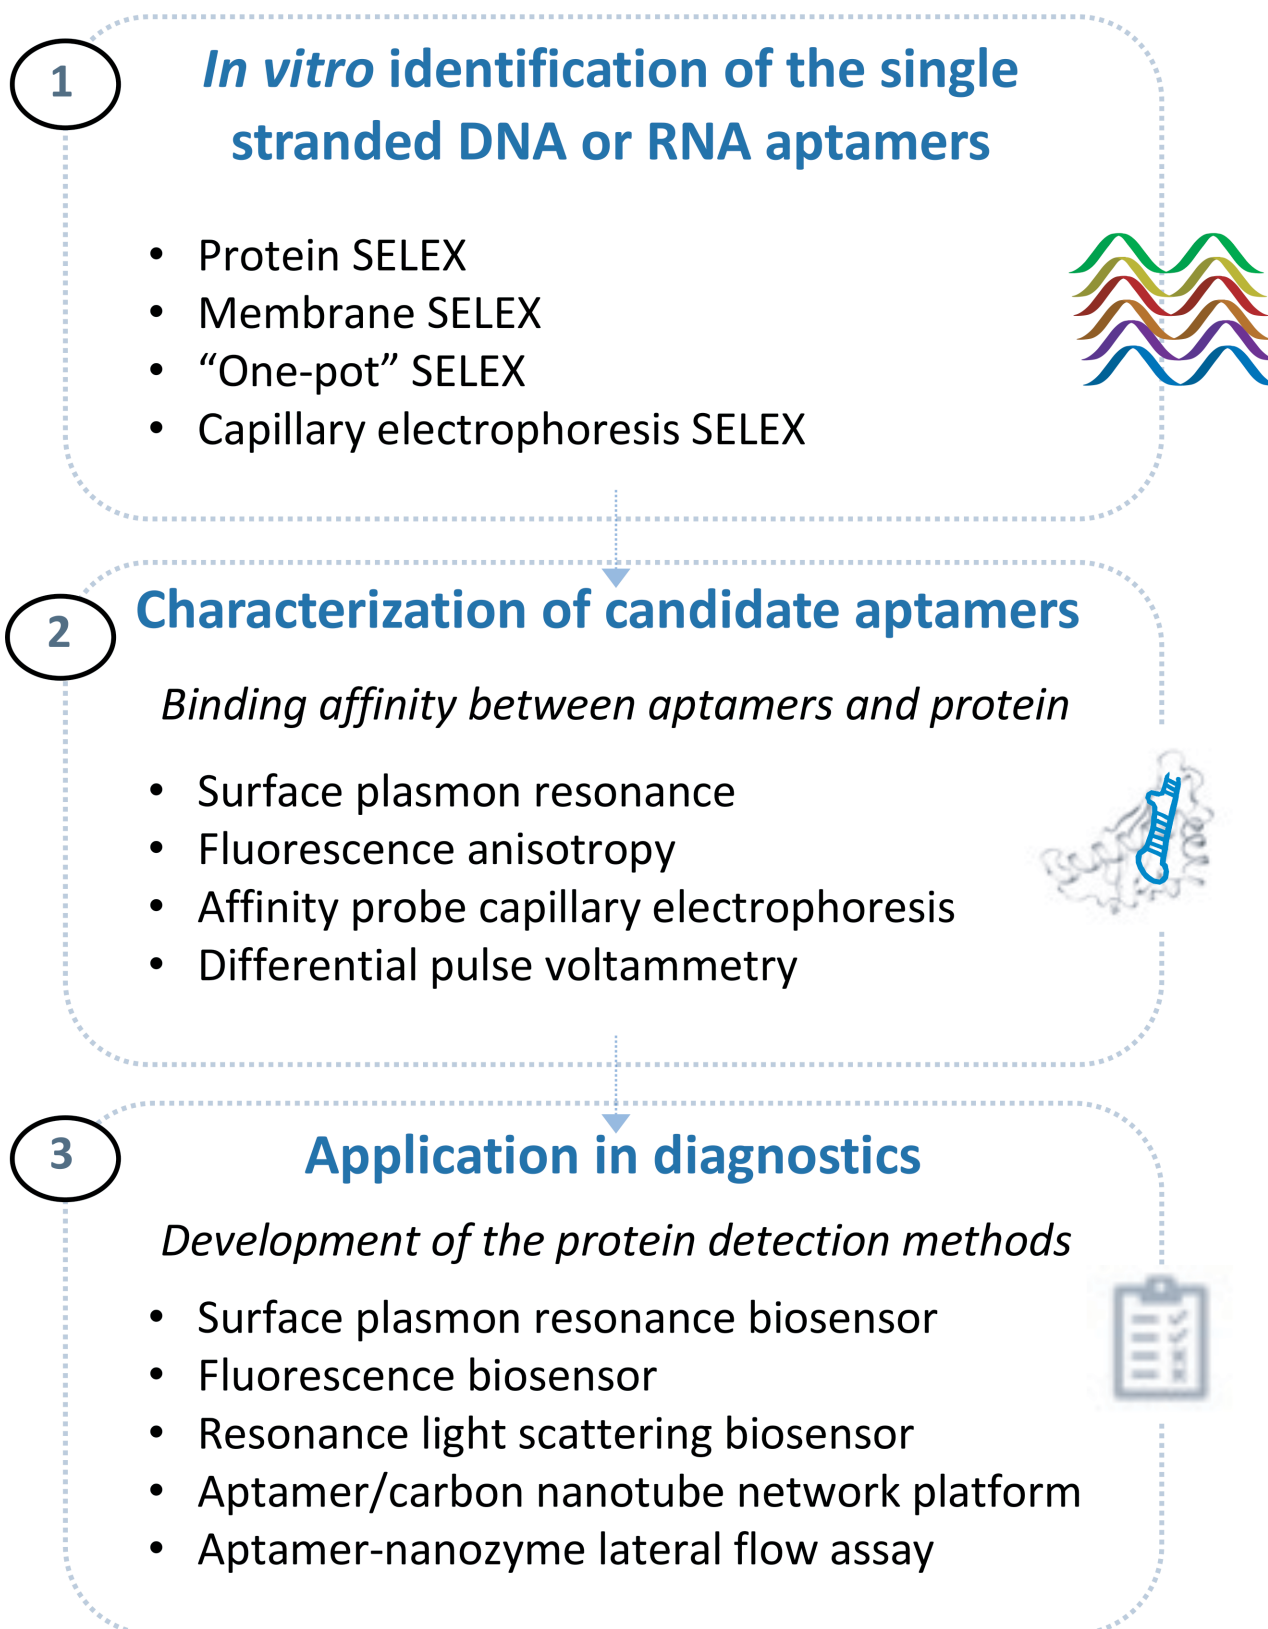 1
In vitro identification of the single
stranded DNA or RNA aptamers
• Protein SELEX
• Membrane SELEX
• “One-pot” SELEX
• Capillary electrophoresis SELEX
2
Characterization of candidate aptamers
Binding affinity between aptamers and protein
• Surface plasmon resonance
• Fluorescence anisotropy
• Affinity probe capillary electrophoresis
• Differential pulse voltammetry
3
Application in diagnostics
Development of the protein detection methods
• Surface plasmon resonance biosensor
• Fluorescence biosensor
• Resonance light scattering biosensor
• Aptamer/carbon nanotube network platform
• Aptamer-nanozyme lateral flow assay